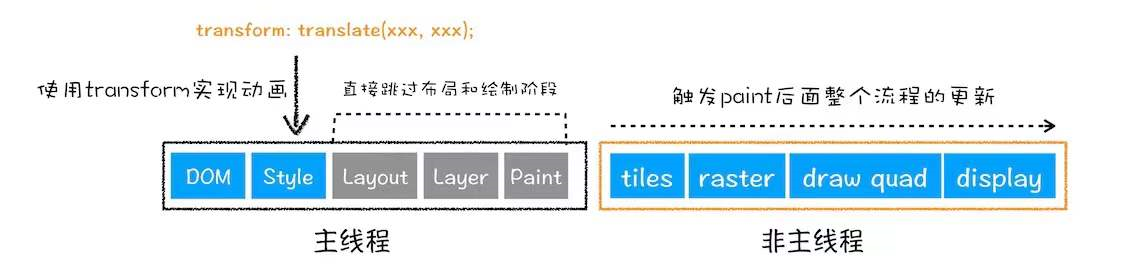 transform: translate(xxx, xxx);
使用transform实现动画
直接跳过布局和绘制阶段
触发paint后面整个流程的更新
DOM Style Layout Layer Paint tiles raster draw quad display
主线程 非主线程